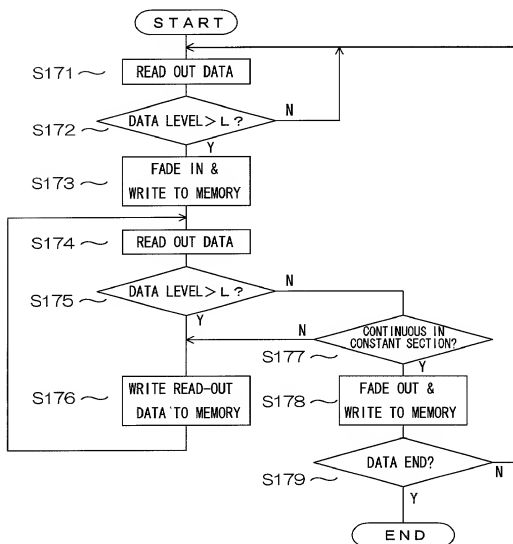 START
S171
READ OUT DATA
S172
DATA LEVEL>L?
N
Y
S173
FADE IN &
WRITE TO MEMORY
S174
READ OUT DATA
S175
DATA LEVEL>L?
N
Y
N
CONTINUOUS IN
CONSTANT SECTION?
S177
Y
S176
WRITE READ-OUT
DATA TO MEMORY
S178
FADE OUT &
WRITE TO MEMORY
DATA END?
S179
N
Y
END